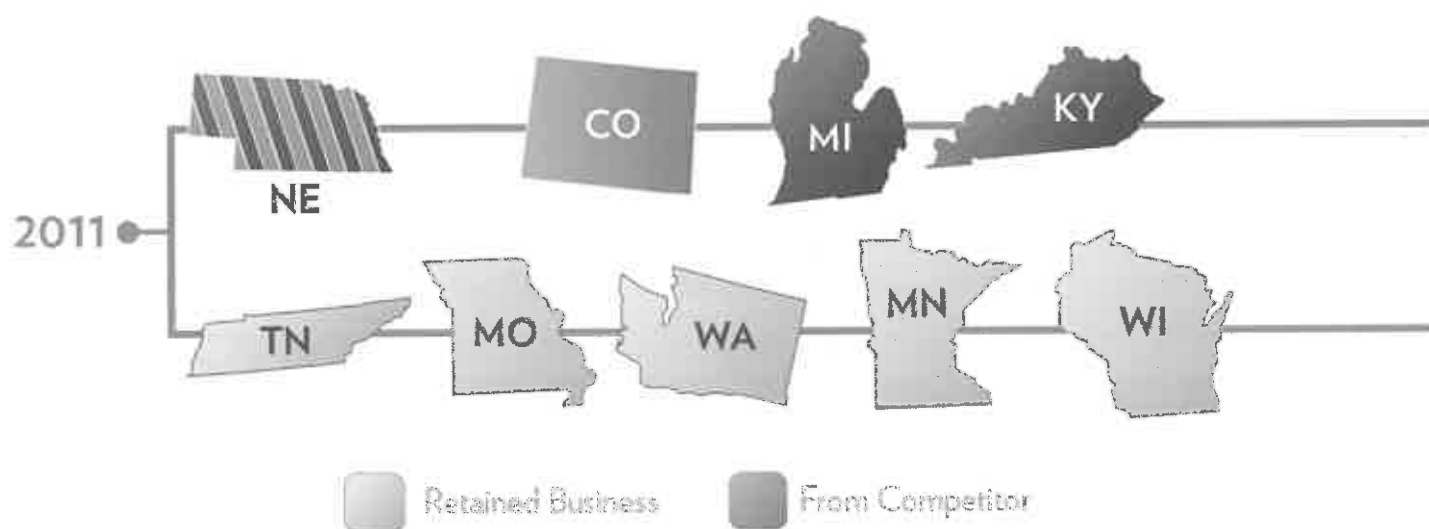 CO
MI
KY
NE
2011
TN
MO
WA
MN
WI
Retained Business
From Competitor